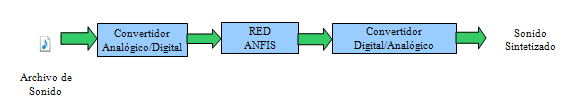 Archivo de
Sonido
Convertidor
Analógico/Digital
RED
ANFIS
Convertidor
Digital/Analógico
Sonido
Sintetizado